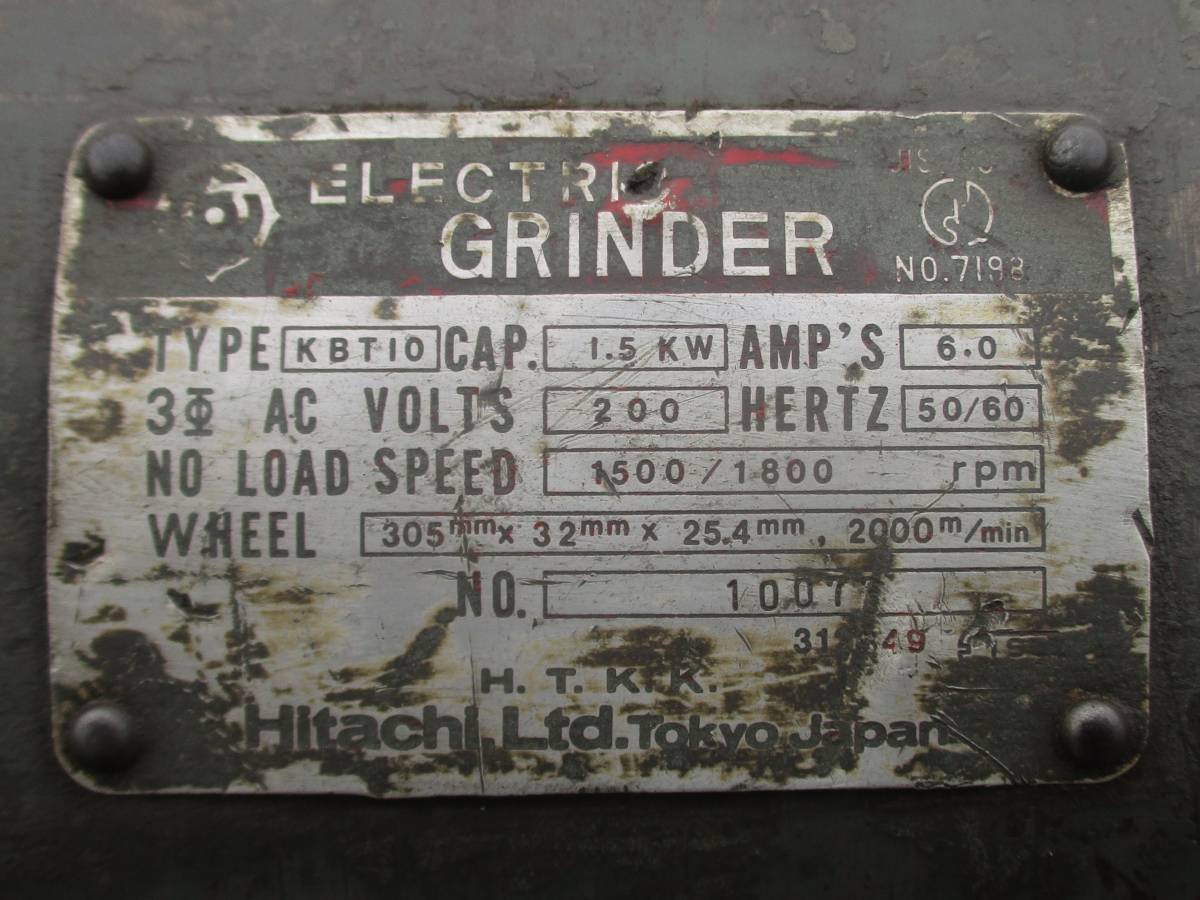 ELECTRIC
GRINDER
JIS
NO.7198
TYPE KBT10 CAP. 1.5 KW AMP'S 6.0
3Φ AC VOLTS 200 HERTZ 50/60
NO LOAD SPEED 1500/1800 rpm
WHEEL 305mm x 32mm x 25.4mm, 2000m/min
NO.
H. T. K. K.
Hitachi Ltd. Tokyo Japan